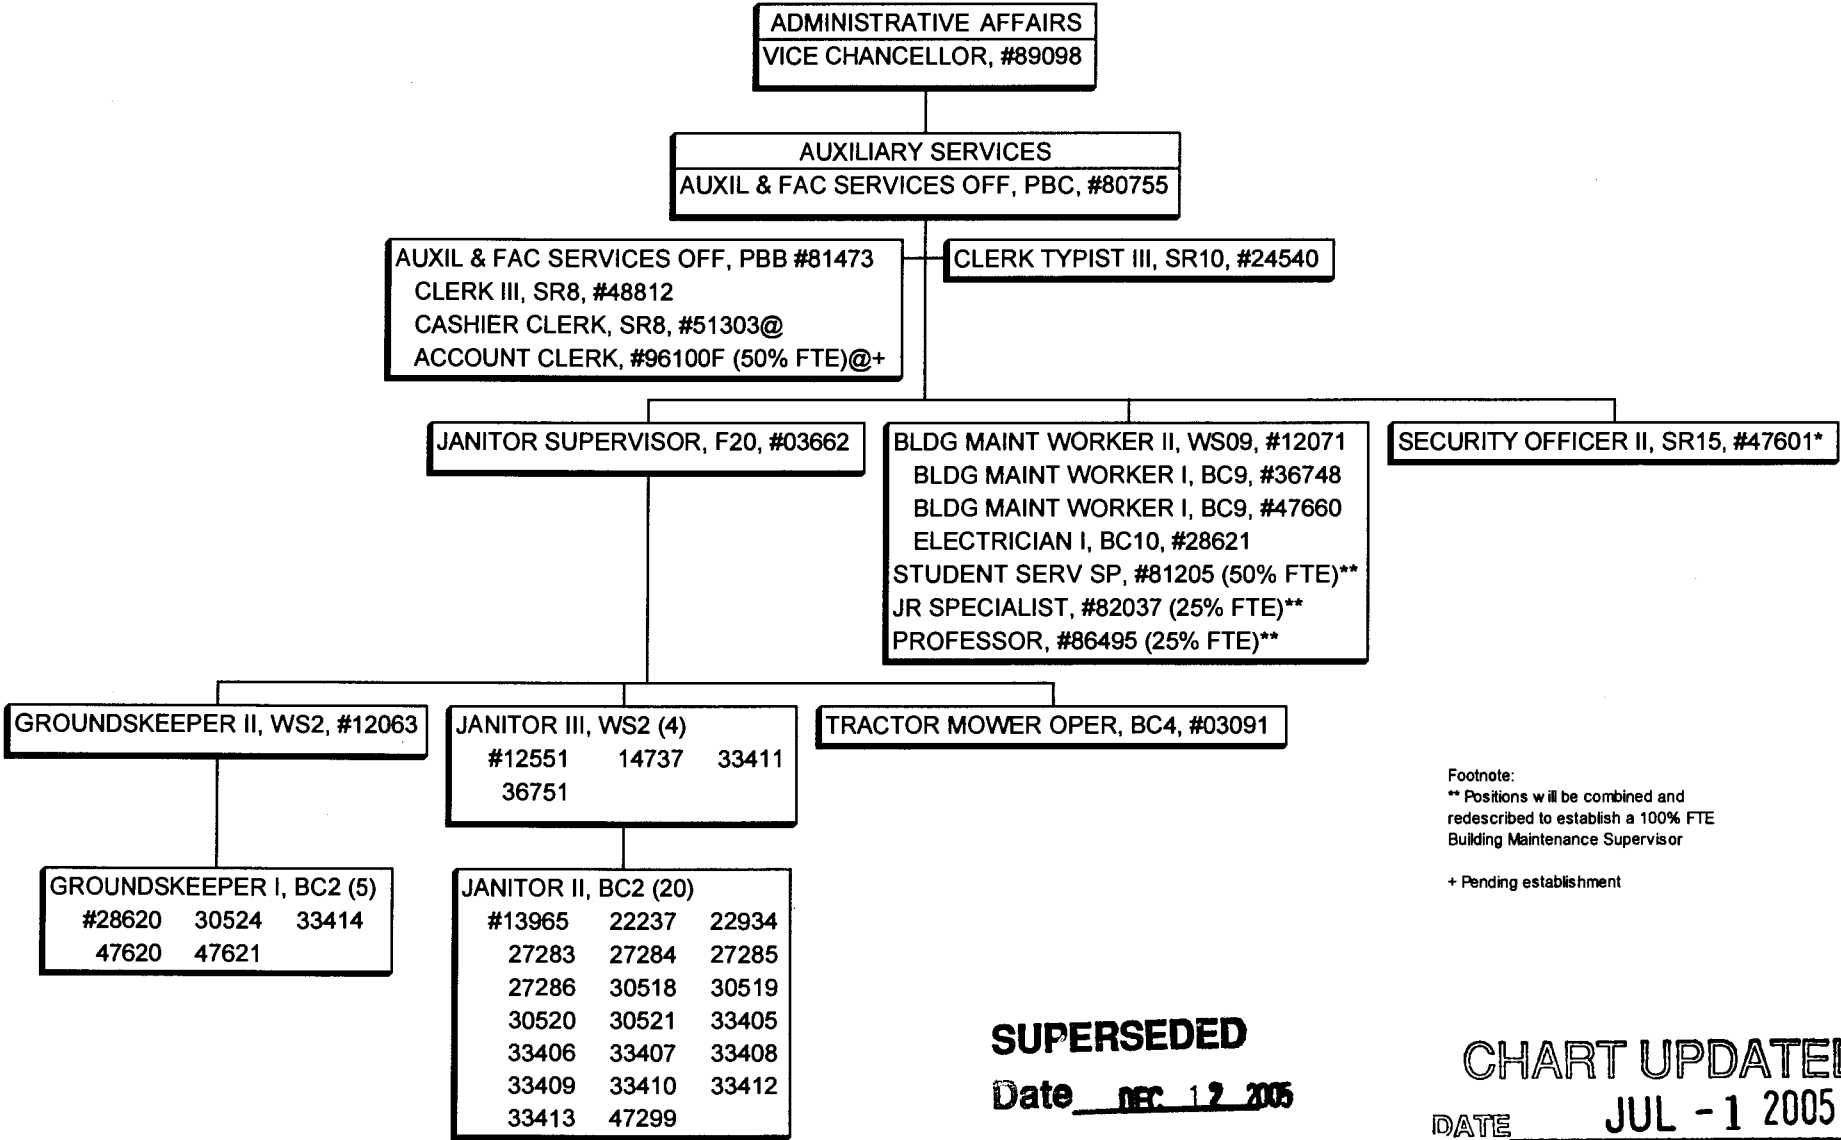 ADMINISTRATIVE AFFAIRS
VICE CHANCELLOR, #89098
AUXILIARY SERVICES
AUXIL & FAC SERVICES OFF, PBC, #80755
AUXIL & FAC SERVICES OFF, PBB #81473
CLERK III, SR8, #48812
CASHIER CLERK, SR8, #51303@
ACCOUNT CLERK, #96100F (50% FTE)@+
CLERK TYPIST III, SR10, #24540
JANITOR SUPERVISOR, F20, #03662
BLDG MAINT WORKER II, WS09, #12071
BLDG MAINT WORKER I, BC9, #36748
BLDG MAINT WORKER I, BC9, #47660
ELECTRICIAN I, BC10, #28621
STUDENT SERV SP, #81205 (50% FTE)**
JR SPECIALIST, #82037 (25% FTE)**
PROFESSOR, #86495 (25% FTE)**
SECURITY OFFICER II, SR15, #47601*
GROUNDSKEEPER II, WS2, #12063
JANITOR III, WS2 (4)
#12551 14737 33411
36751
TRACTOR MOWER OPER, BC4, #03091
GROUNDSKEEPER I, BC2 (5)
#28620 30524 33414
47620 47621
JANITOR II, BC2 (20)
#13965 22237 22934
27283 27284 27285
27286 30518 30519
30520 30521 33405
33406 33407 33408
33409 33410 33412
33413 47299
Footnote:
** Positions will be combined and
redescribed to establish a 100% FTE
Building Maintenance Supervisor
+ Pending establishment
SUPERSEDED
Date DEC 12 2005
CHART UPDATED
DATE JUL - 1 2005